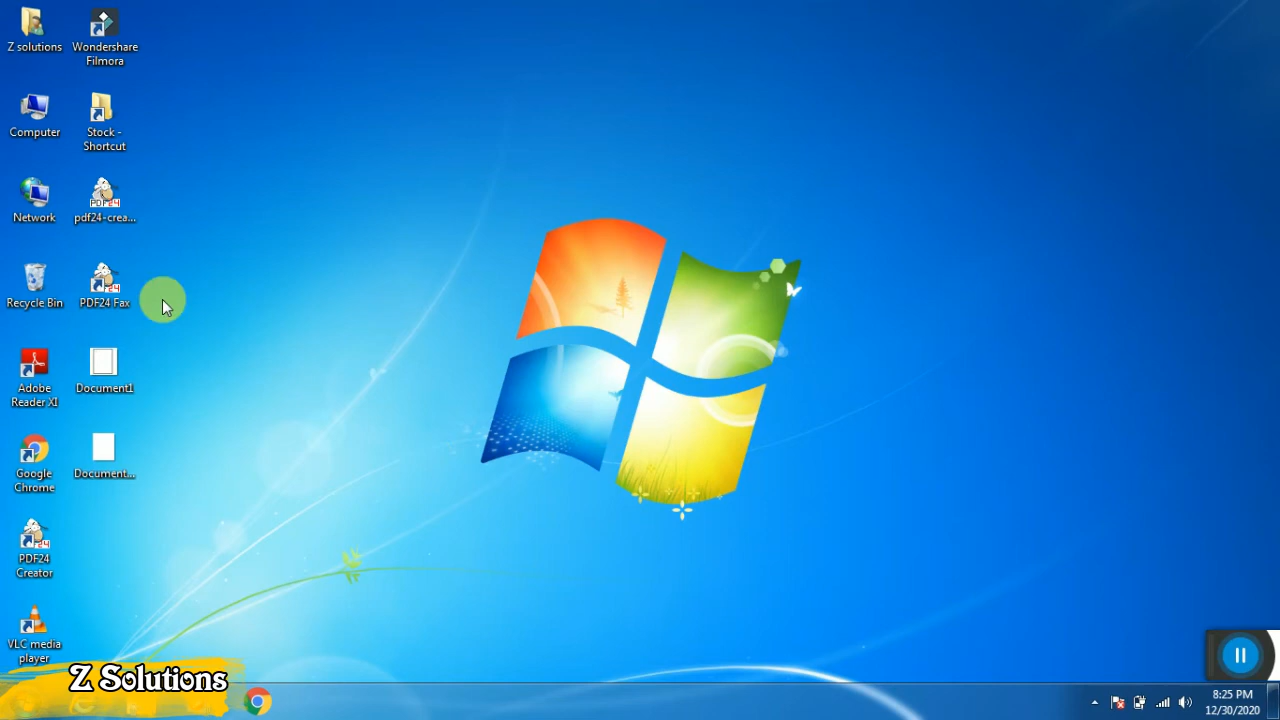 Z solutions
Wondershare
Filmora
Computer
Stock -
Shortcut
Network
pdf24-crea...
Recycle Bin
PDF24 Fax
Adobe
Reader XI
Document1
Google
Chrome
Document...
PDF24
Creator
VLC media
player
Z Solutions
8:25 PM
12/30/2020